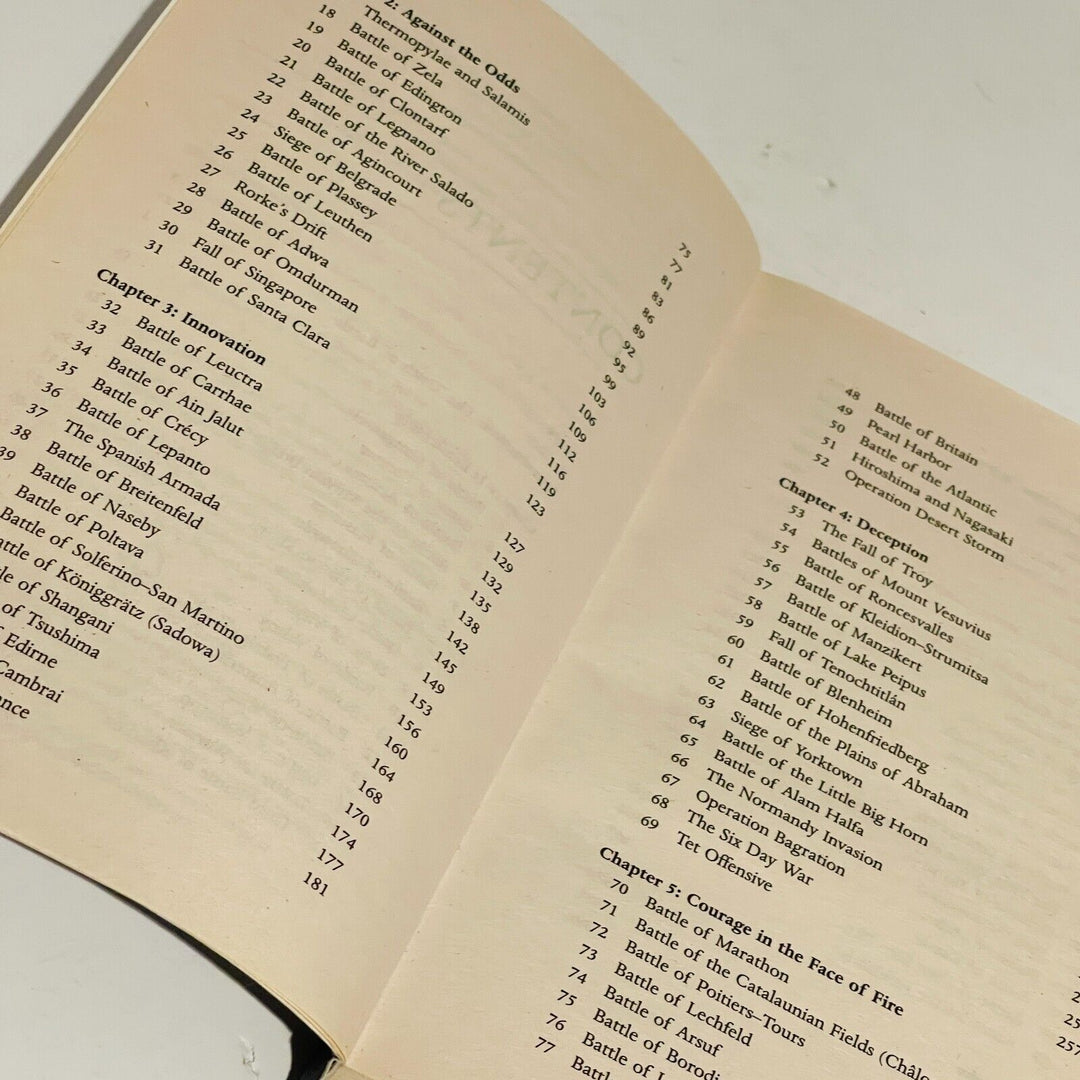 2: Against the Odds 75
Thermopylae and Salamis 77
18 Battle of Zela 81
19 Battle of Edington 83
20 Battle of Clontarf 86
21 Battle of Legnano 89
22 Battle of the River Salado 92
23 Battle of Agincourt 95
24 Siege of Belgrade 99
25 Battle of Plassey 103
26 Battle of Leuthen 106
27 Rorke's Drift 109
28 Battle of Adwa 112
29 Battle of Omdurman 116
30 Fall of Singapore 119
31 Battle of Santa Clara 123
Chapter 3: Innovation 127
32 Battle of Leuctra 129
33 Battle of Carrhae 132
34 Battle of Ain Jalut 135
35 Battle of Crécy 138
36 Battle of Lepanto 142
37 The Spanish Armada 145
38 Battle of Breitenfeld 149
39 Battle of Naseby 153
Battle of Poltava 156
Battle of Solferino–San Martino 160
attle of Königgrätz (Sadowa) 164
le of Shangani 168
of Tsushima 170
Edirne 174
Cambrai 177
ance 181
48 Battle of Britain
49 Pearl Harbor
50 Battle of the Atlantic
51 Hiroshima and Nagasaki
52 Operation Desert Storm
Chapter 4: Deception
53 The Fall of Troy
54 Battles of Mount Vesuvius
55 Battle of Roncesvalles
56 Battle of Kleidion–Strumitsa
57 Battle of Manzikert
58 Battle of Lake Peipus
59 Fall of Tenochtitlán
60 Battle of Blenheim
61 Battle of Hohenfriedberg
62 Battle of the Plains of Abraham
63 Siege of Yorktown
64 Battle of the Little Big Horn
65 Battle of Alam Halfa
66 The Normandy Invasion
67 Operation Bagration
68 The Six Day War
69 Tet Offensive
Chapter 5: Courage in the Face of Fire
70 Battle of Marathon
71 Battle of the Catalaunian Fields (Châlo
72 Battle of Poitiers–Tours
73 Battle of Lechfeld
74 Battle of Arsuf
75 Battle of Borodi
76 Battle of
77 Battl
25
257